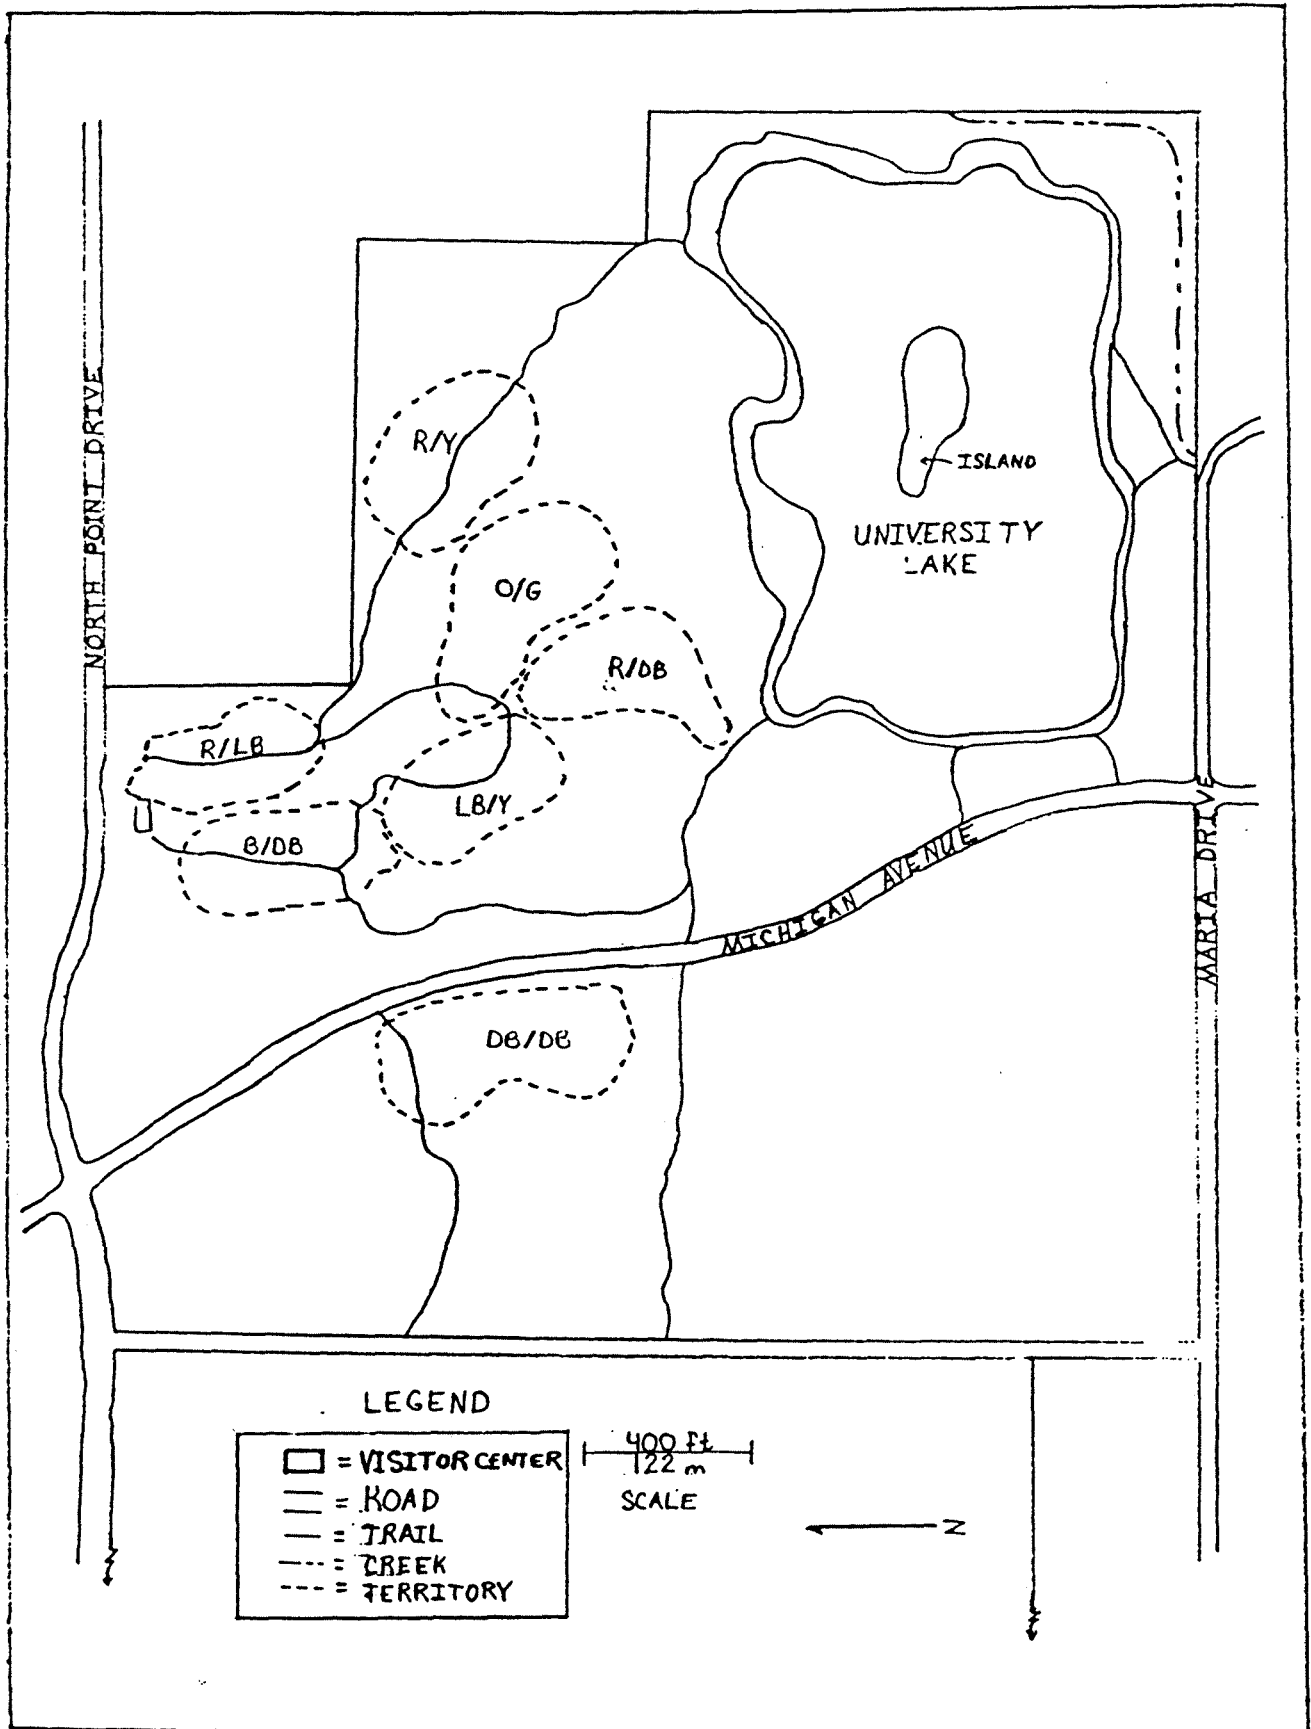 NORTH POINT DRIVE
R/Y
ISLAND
UNIVERSITY
LAKE
O/G
R/DB
R/LB
LB/Y
B/DB
MICHIGAN AVENUE
MARIA DRIVE
DB/DB
LEGEND
= VISITOR CENTER
= ROAD
= TRAIL
= CREEK
= TERRITORY
400 ft
122 m
SCALE
N